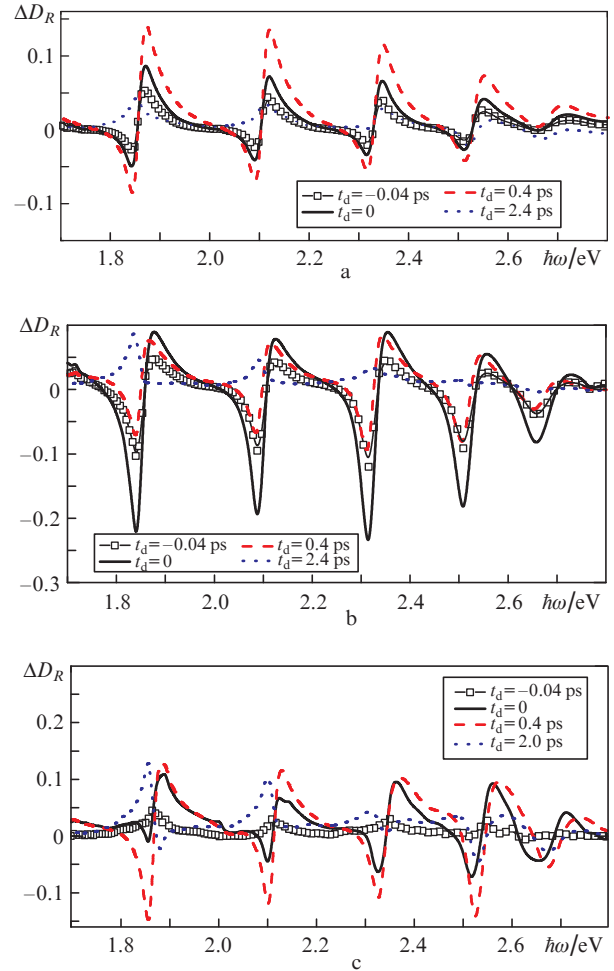 ΔD_R
0.1
0
−0.1
t_d = −0.04 ps t_d = 0.4 ps
t_d = 0 t_d = 2.4 ps
1.8 2.0 2.2 2.4 2.6 ℏω/eV
a
ΔD_R
0
−0.1
−0.2
−0.3
t_d = −0.04 ps t_d = 0.4 ps
t_d = 0 t_d = 2.4 ps
1.8 2.0 2.2 2.4 2.6 ℏω/eV
b
ΔD_R
0.2
0.1
0
−0.1
t_d = −0.04 ps
t_d = 0
t_d = 0.4 ps
t_d = 2.0 ps
1.8 2.0 2.2 2.4 2.6 ℏω/eV
c